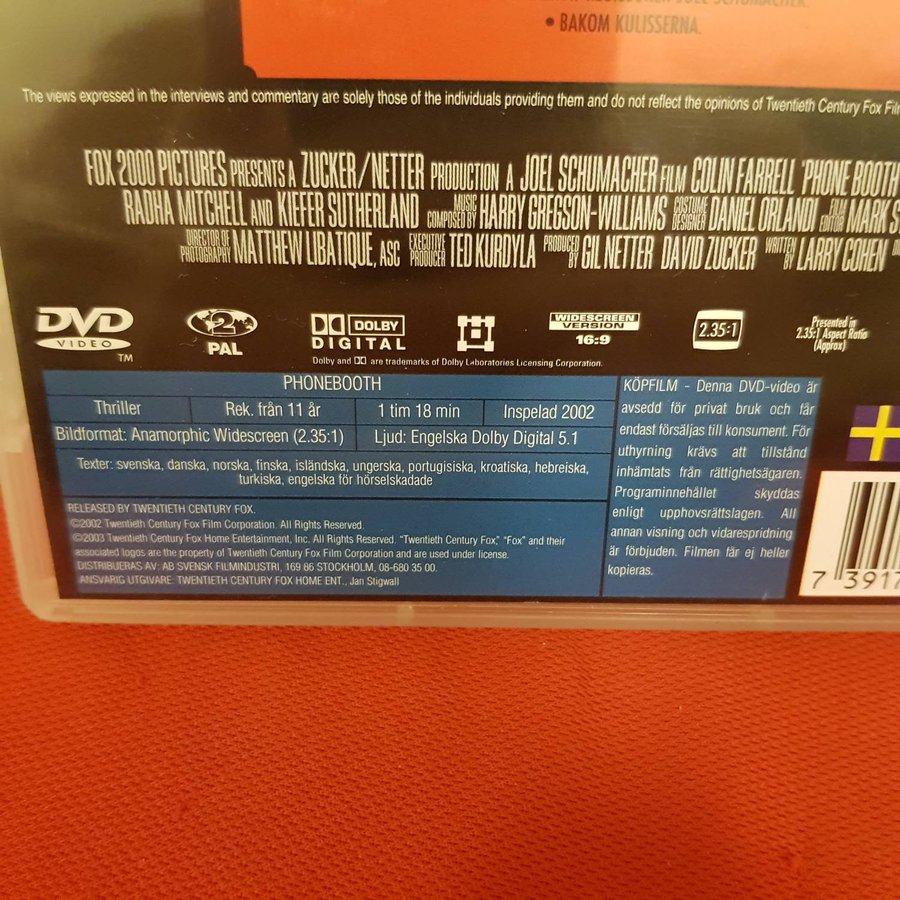 JOEL SCHUMACHER.
• BAKOM KULISSERNA.
The views expressed in the interviews and commentary are solely those of the individuals providing them and do not reflect the opinions of Twentieth Century Fox
FOX 2000 PICTURES PRESENTS A ZUCKER/NETTER PRODUCTION A JOEL SCHUMACHER FILM COLIN FARRELL "PHONE BOOTH
RADHA MITCHELL AND KIEFER SUTHERLAND MUSIC COMPOSED BY HARRY GREGSON-WILLIAMS COSTUME DESIGNER DANIEL ORLANDI FILM EDITOR MARK
DIRECTOR OF PHOTOGRAPHY MATTHEW LIBATIQUE, ASC EXECUTIVE PRODUCER TED KURDYLA PRODUCED BY GIL NETTER DAVID ZUCKER WRITTEN BY LARRY COHEN
DVD VIDEO TM
2 PAL
DOLBY DIGITAL
WIDESCREEN VERSION 16:9
2.35:1
Presented in
2.35:1 Aspect Ratio
(Approx)
Dolby and DD are trademarks of Dolby Laboratories Licensing Corporation.
PHONEBOOTH
Thriller Rek. från 11 år 1 tim 18 min Inspelad 2002
Bildformat: Anamorphic Widescreen (2.35:1) Ljud: Engelska Dolby Digital 5.1
Texter: svenska, danska, norska, finska, isländska, ungerska, portugisiska, kroatiska, hebreiska,
turkiska, engelska för hörselskadade
RELEASED BY TWENTIETH CENTURY FOX.
©2002 Twentieth Century Fox Film Corporation. All Rights Reserved.
©2003 Twentieth Century Fox Home Entertainment, Inc. All Rights Reserved. "Twentieth Century Fox," "Fox" and their
associated logos are the property of Twentieth Century Fox Film Corporation and are used under license.
DISTRIBUERAS AV: AB SVENSK FILMINDUSTRI, 169 86 STOCKHOLM, 08-680 35 00.
ANSVARIG UTGIVARE: TWENTIETH CENTURY FOX HOME ENT., Jan Stigwall
KÖPFILM - Denna DVD-video är
avsedd för privat bruk och får
endast försäljas till konsument. För
uthyrning krävs att tillstånd
inhämtats från rättighetsägaren.
Programinnehållet skyddas
enligt upphovsrättslagen. All
annan visning och vidarespridning
är förbjuden. Filmen får ej heller
kopieras.
7 3917